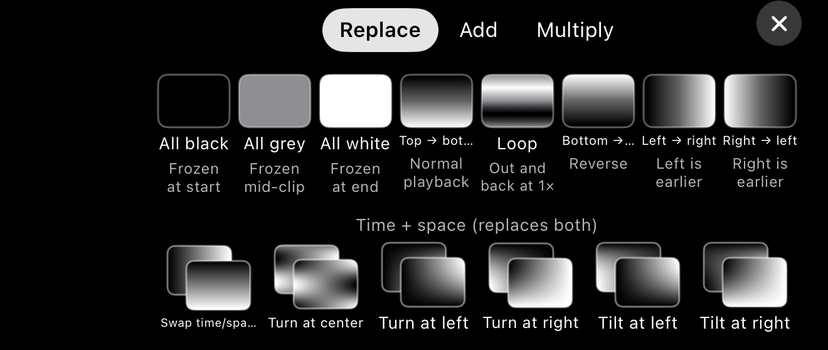 Replace Add Multiply
All black All grey All white Top → bot... Loop Bottom →... Left → right Right → left
Frozen at start Frozen mid-clip Frozen at end Normal playback Out and back at 1× Reverse Left is earlier Right is earlier
Time + space (replaces both)
Swap time/spa... Turn at center Turn at left Turn at right Tilt at left Tilt at right